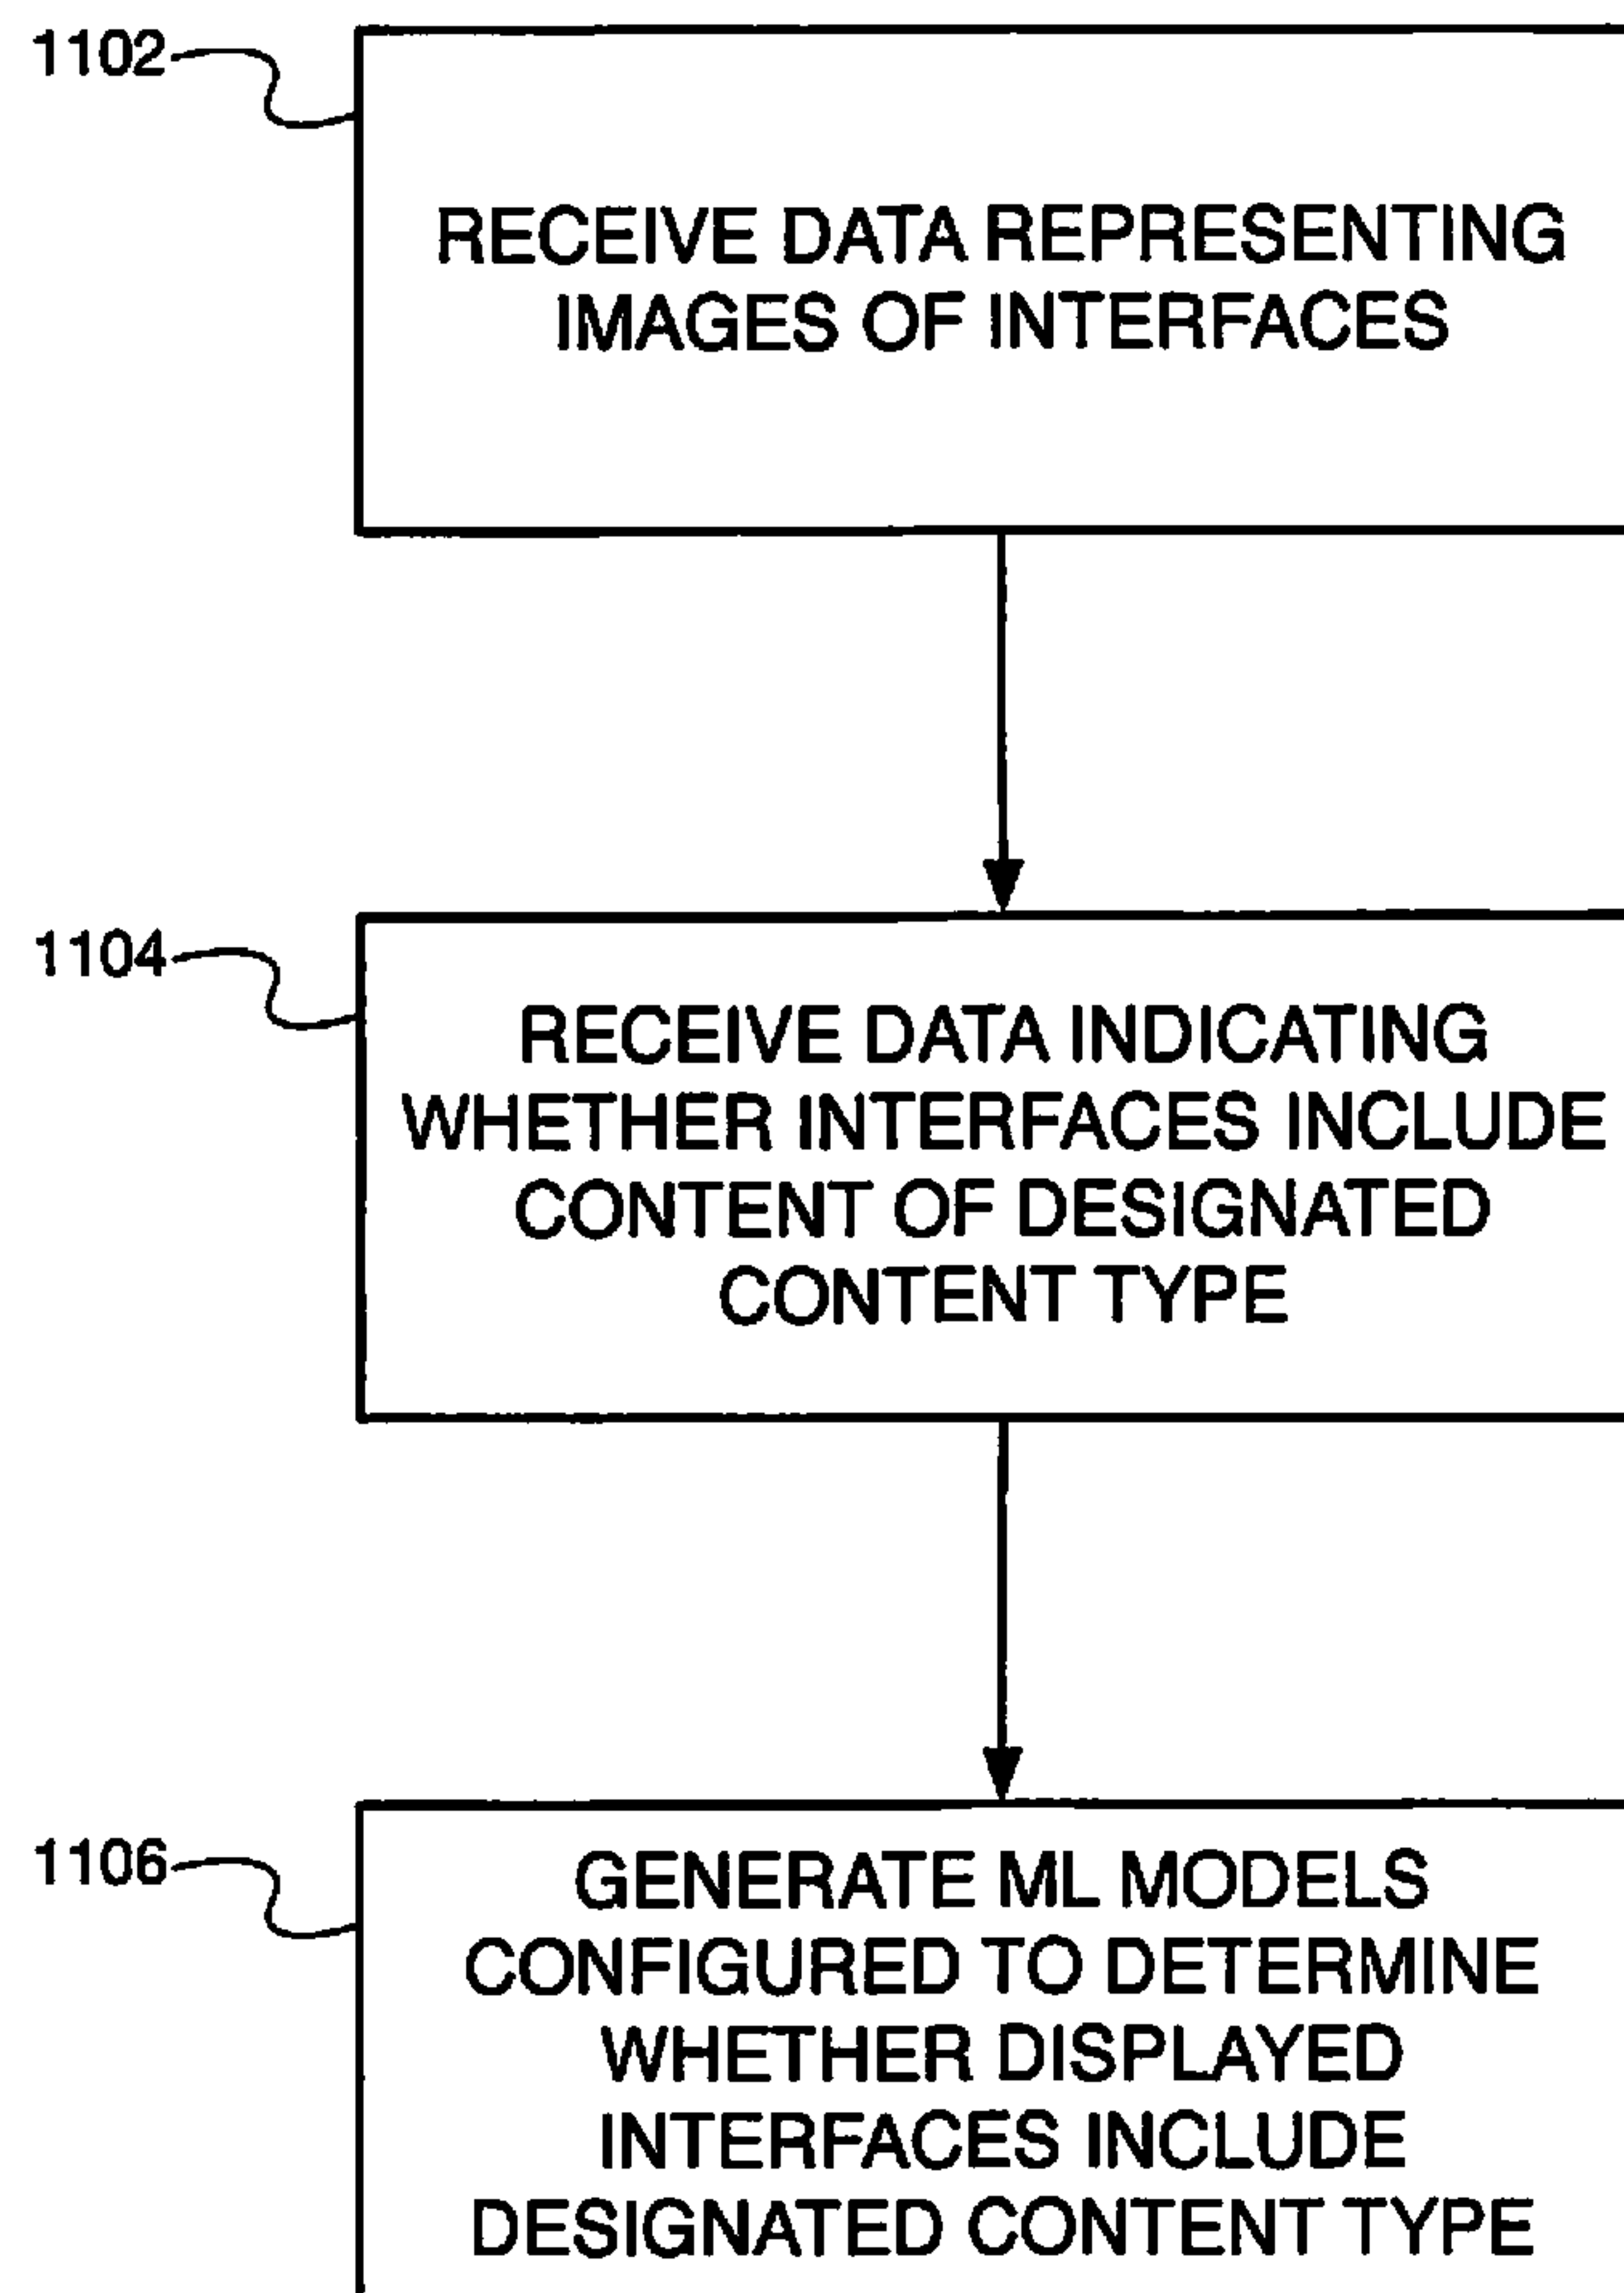 1102
RECEIVE DATA REPRESENTING
IMAGES OF INTERFACES
1104
RECEIVE DATA INDICATING
WHETHER INTERFACES INCLUDE
CONTENT OF DESIGNATED
CONTENT TYPE
1106
GENERATE ML MODELS
CONFIGURED TO DETERMINE
WHETHER DISPLAYED
INTERFACES INCLUDE
DESIGNATED CONTENT TYPE